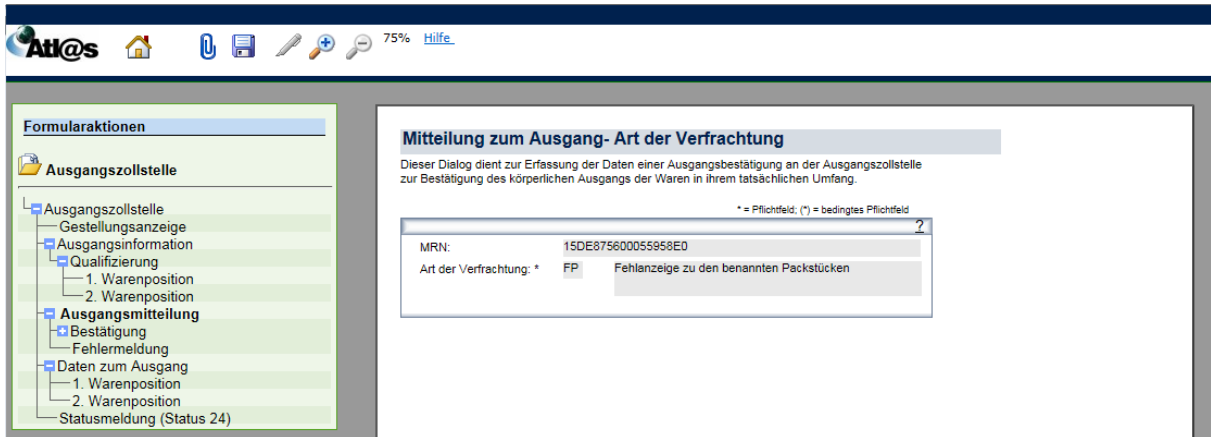 Atl@s
75% Hilfe
Formularaktionen
Ausgangszollstelle
Ausgangszollstelle
Gestellungsanzeige
Ausgangsinformation
Qualifizierung
1. Warenposition
2. Warenposition
Ausgangsmitteilung
Bestätigung
Fehlermeldung
Daten zum Ausgang
1. Warenposition
2. Warenposition
Statusmeldung (Status 24)
Mitteilung zum Ausgang- Art der Verfrachtung
Dieser Dialog dient zur Erfassung der Daten einer Ausgangsbestätigung an der Ausgangszollstelle
zur Bestätigung des körperlichen Ausgangs der Waren in ihrem tatsächlichen Umfang.
* = Pflichtfeld; (*) = bedingtes Pflichtfeld
?
MRN: 15DE875600055958E0
Art der Verfrachtung: * FP Fehlanzeige zu den benannten Packstücken